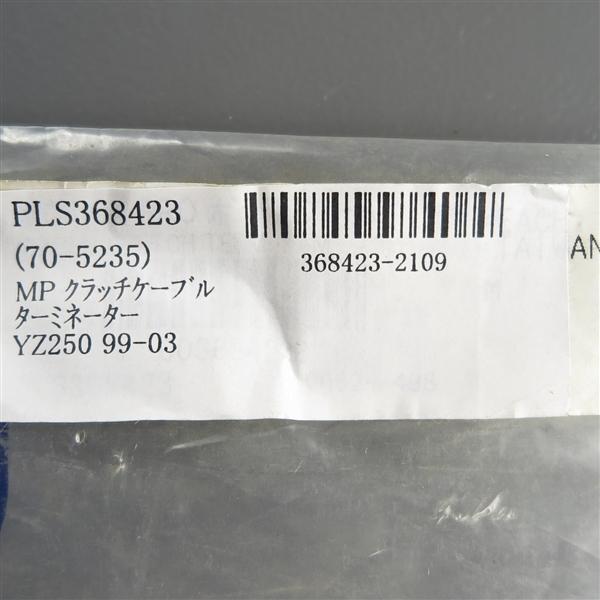 PLS368423
(70-5235)
MP クラッチケーブル
ターミネーター
YZ250 99-03
368423-2109
AN